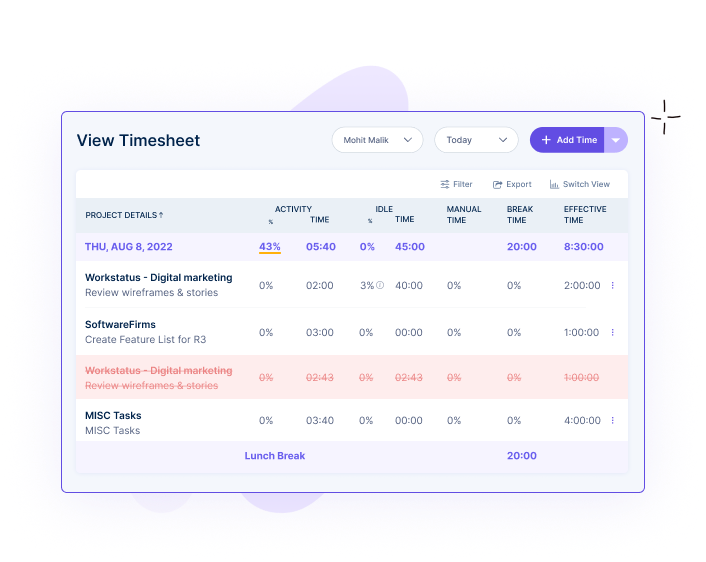 View Timesheet
Mohit Malik
Today
+ Add Time
Filter
Export
Switch View
PROJECT DETAILS ↑
ACTIVITY
% TIME
IDLE
% TIME
MANUAL
TIME
BREAK
TIME
EFFECTIVE
TIME
THU, AUG 8, 2022 43% 05:40 0% 45:00 20:00 8:30:00
Workstatus - Digital marketing
Review wireframes & stories
0% 02:00 3% 40:00 0% 0% 2:00:00
SoftwareFirms
Create Feature List for R3
0% 03:00 0% 00:00 0% 0% 1:00:00
Workstatus - Digital marketing
Review wireframes & stories
0% 02:43 0% 02:43 0% 0% 1:00:00
MISC Tasks
MISC Tasks
0% 03:40 0% 00:00 0% 0% 4:00:00
Lunch Break 20:00